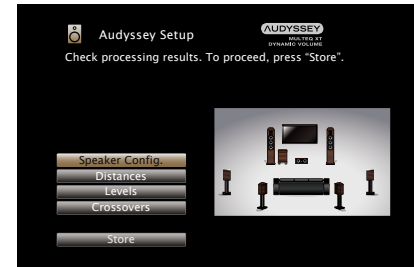 Audyssey Setup
AUDYSSEY
MULTEQ XT
DYNAMIC VOLUME
Check processing results. To proceed, press “Store”.
Speaker Config.
Distances
Levels
Crossovers
Store